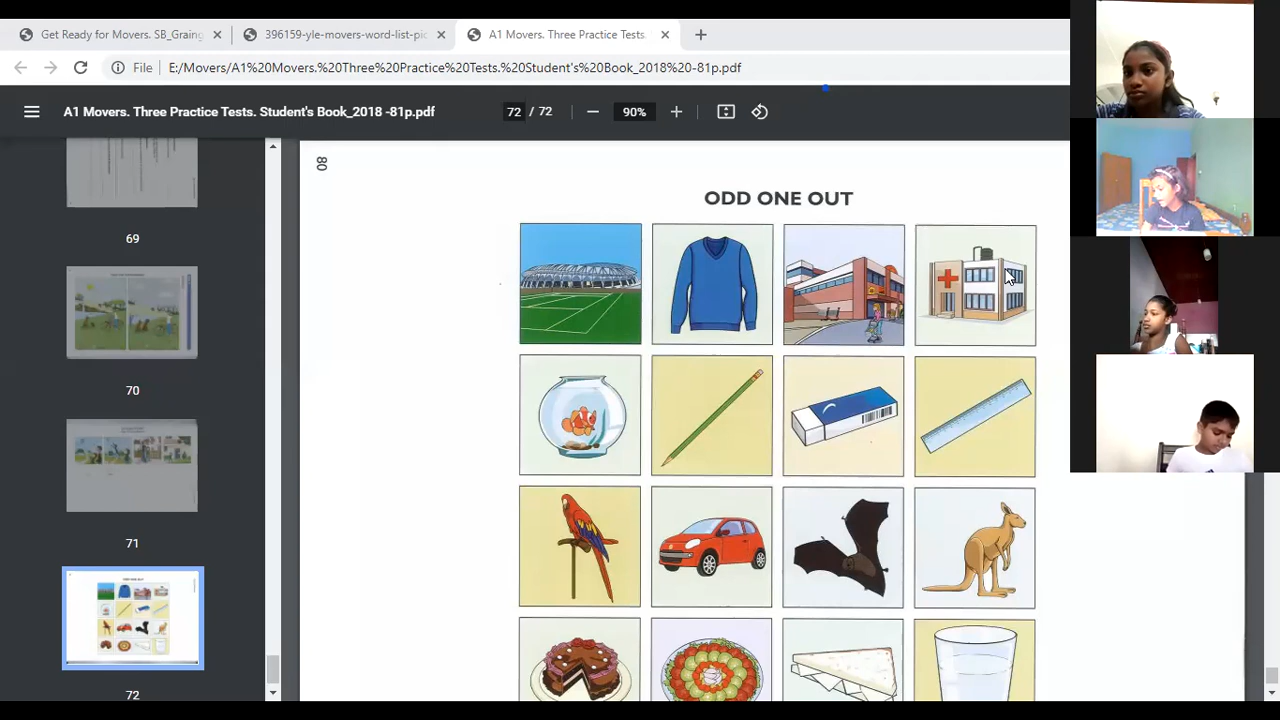 Get Ready for Movers. SB_Graing
396159-yle-movers-word-list-pic
A1 Movers. Three Practice Tests.
File
E:/Movers/A1%20Movers.%20Three%20Practice%20Tests.%20Student's%20Book_2018%20-81p.pdf
A1 Movers. Three Practice Tests. Student's Book_2018 -81p.pdf
72 / 72
90%
80
ODD ONE OUT
69
70
71
72